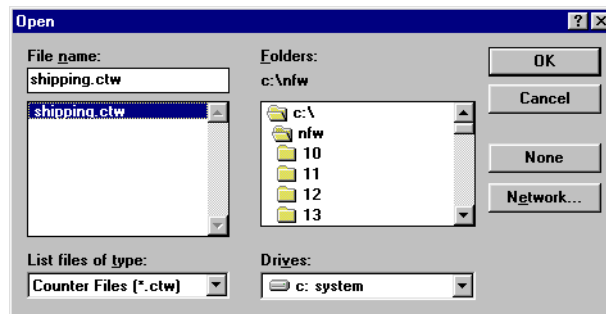 Open
File name:
shipping.ctw
shipping.ctw
List files of type:
Counter Files (*.ctw)
Folders:
c:\nfw
c:\
nfw
10
11
12
13
Drives:
c: system
OK
Cancel
None
Network...